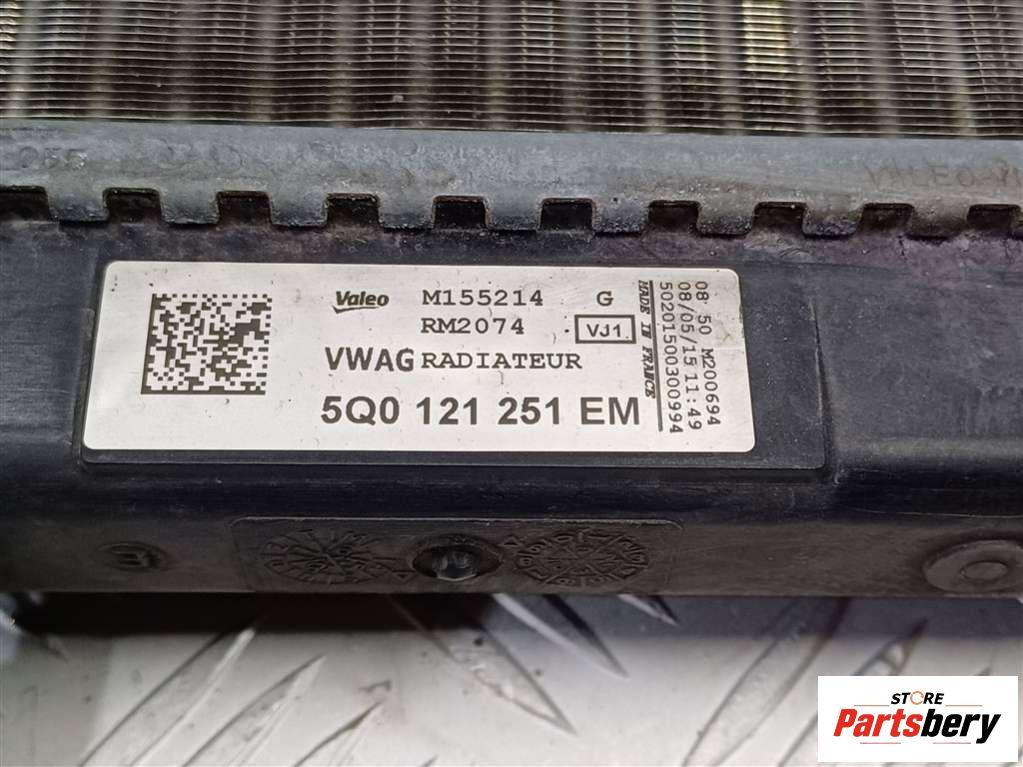 Valeo M155214 G
RM2074 VJ1
VWAG RADIATEUR
5Q0 121 251 EM
MADE IN FRANCE
08 50 M200694
08/05/15 11:49
50201500300994
STORE
Partsbery